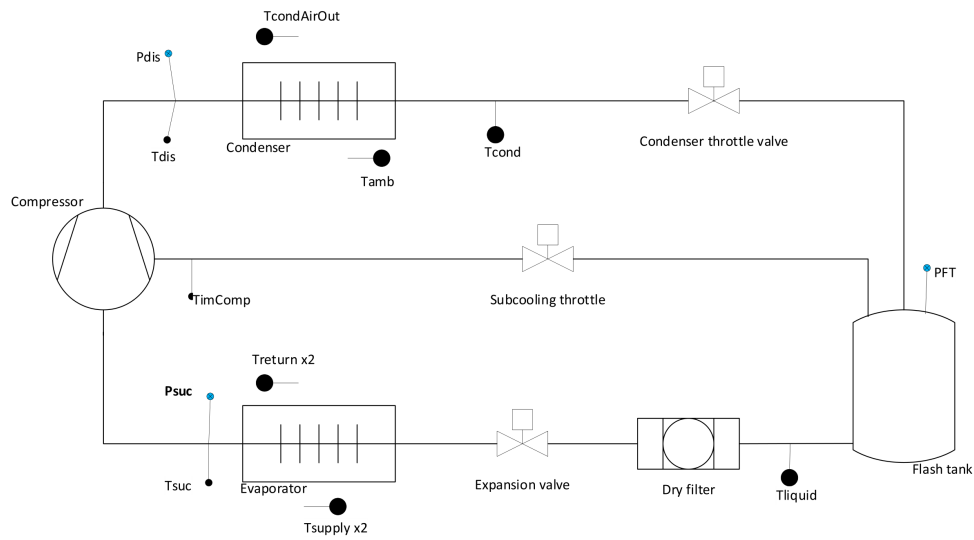 TcondAirOut
Pdis
Tdis
Condenser
Tamb
Tcond
Condenser throttle valve
Compressor
TimComp
Subcooling throttle
PFT
Treturn x2
Psuc
Tsuc
Evaporator
Tsupply x2
Expansion valve
Dry filter
Tliquid
Flash tank